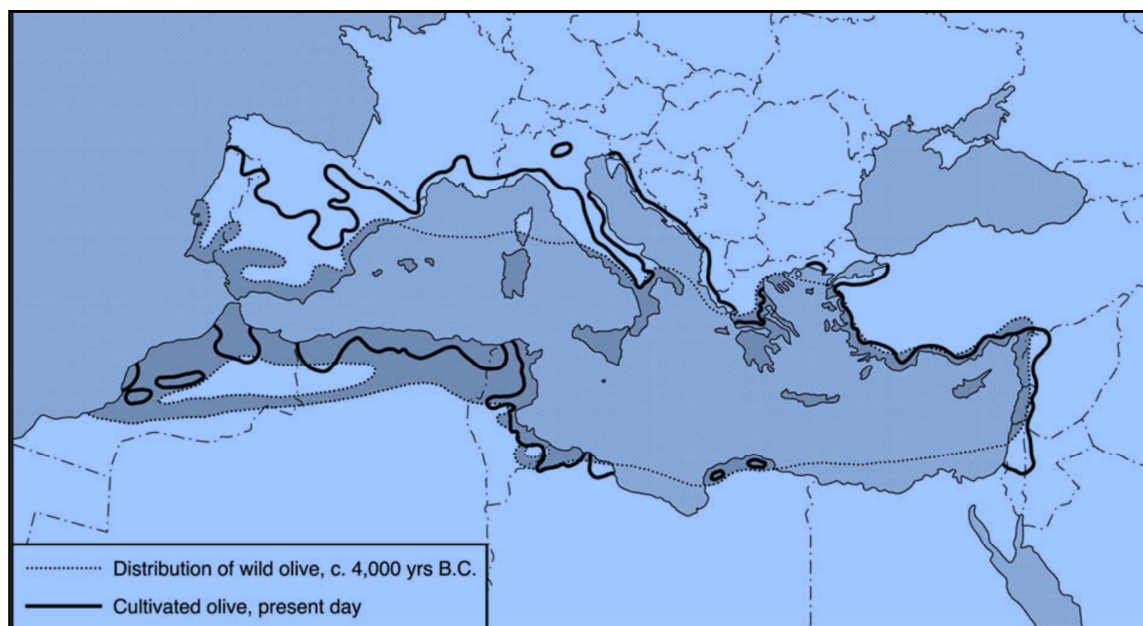 Distribution of wild olive, c. 4,000 yrs B.C.
Cultivated olive, present day